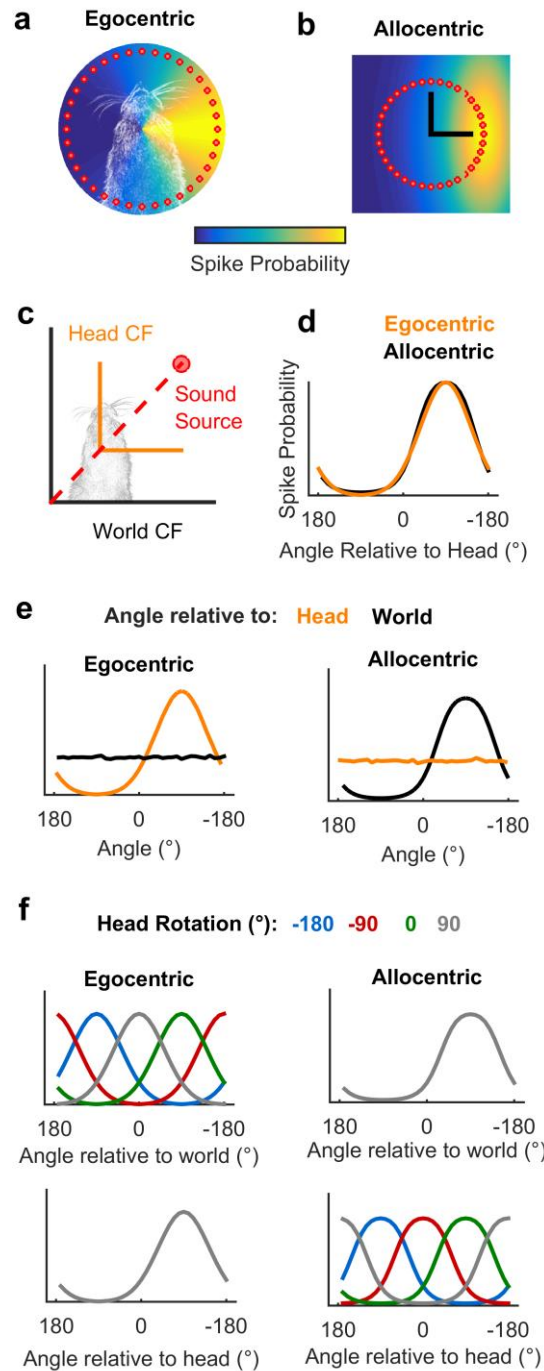 a
Egocentric
b
Allocentric
Spike Probability
c
Head CF
Sound
Source
World CF
d
Egocentric
Allocentric
Spike Probability
180 0 -180
Angle Relative to Head (°)
e
Angle relative to: Head World
Egocentric
180 0 -180
Angle (°)
Allocentric
180 0 -180
Angle (°)
f
Head Rotation (°): -180 -90 0 90
Egocentric
180 0 -180
Angle relative to world (°)
Allocentric
180 0 -180
Angle relative to world (°)
180 0 -180
Angle relative to head (°)
180 0 -180
Angle relative to head (°)